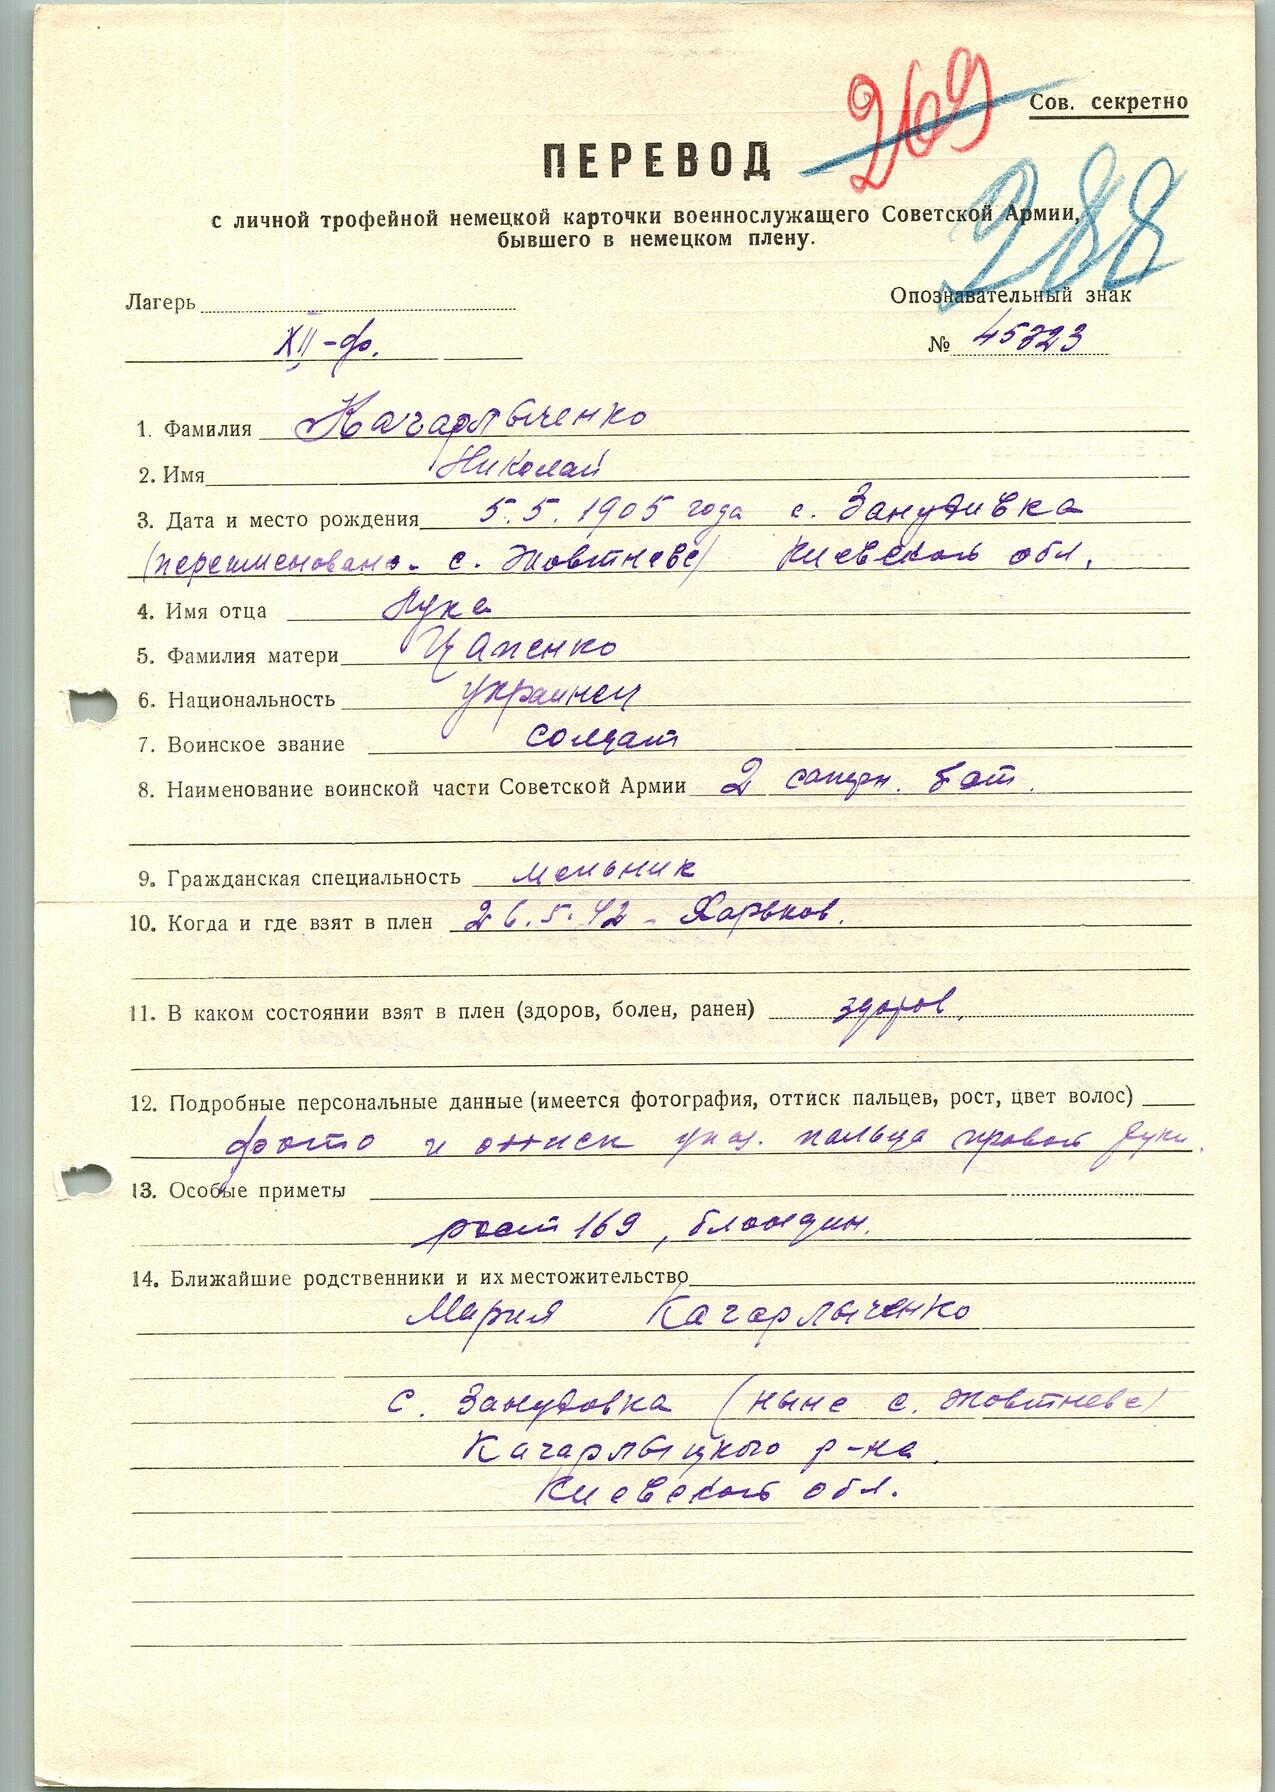 269
Сов. секретно
ПЕРЕВОД
288
с личной трофейной немецкой карточки военнослужащего Советской Армии,
бывшего в немецком плену.
Лагерь
Опознавательный знак
XII-ф.
№ 45323
1. Фамилия Качарлыченко
2. Имя Николай
3. Дата и место рождения 5.5.1905 года с. Занудивка
(переименовано с. Жовтневе) Киевской обл.
4. Имя отца Лука
5. Фамилия матери Цапенко
6. Национальность украинец
7. Воинское звание солдат
8. Наименование воинской части Советской Армии 2 саперн. бат.
9. Гражданская специальность мельник
10. Когда и где взят в плен 26.5.42 - Харьков.
11. В каком состоянии взят в плен (здоров, болен, ранен) здоров.
12. Подробные персональные данные (имеется фотография, оттиск пальцев, рост, цвет волос)
фото и оттиск указ. пальца правой руки.
13. Особые приметы
рост 169, блондин.
14. Ближайшие родственники и их местожительство
Мария Качарлыченко
с. Занудовка (ныне с. Жовтневе)
Качарлыцкого р-на.
Киевской обл.